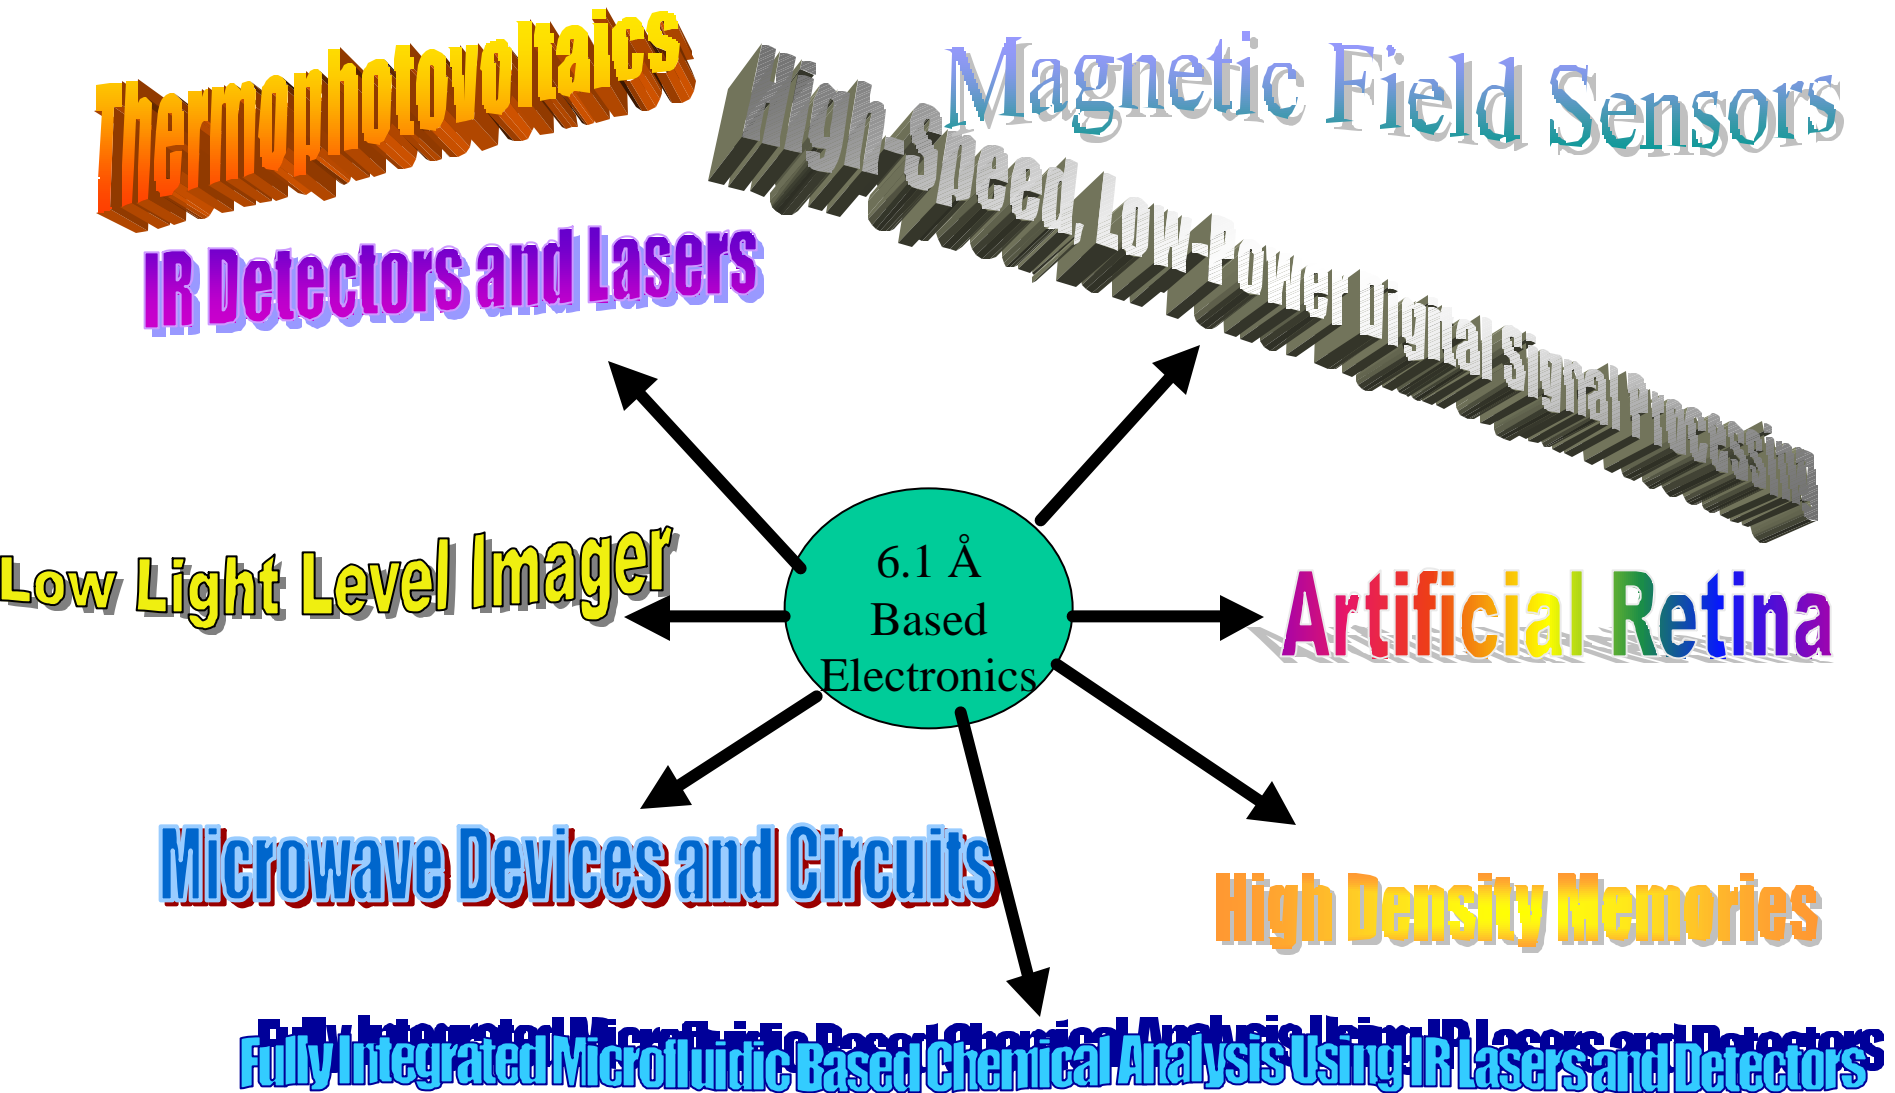 Thermophotovoltaics
Magnetic Field Sensors
High-Speed, Low-Power Digital Signal Processing
IR Detectors and Lasers
Low Light Level Imager
6.1 Å
Based
Electronics
Artificial Retina
Microwave Devices and Circuits
High Density Memories
Fully Integrated Microfluidic Based Chemical Analysis Using IR Lasers and Detectors